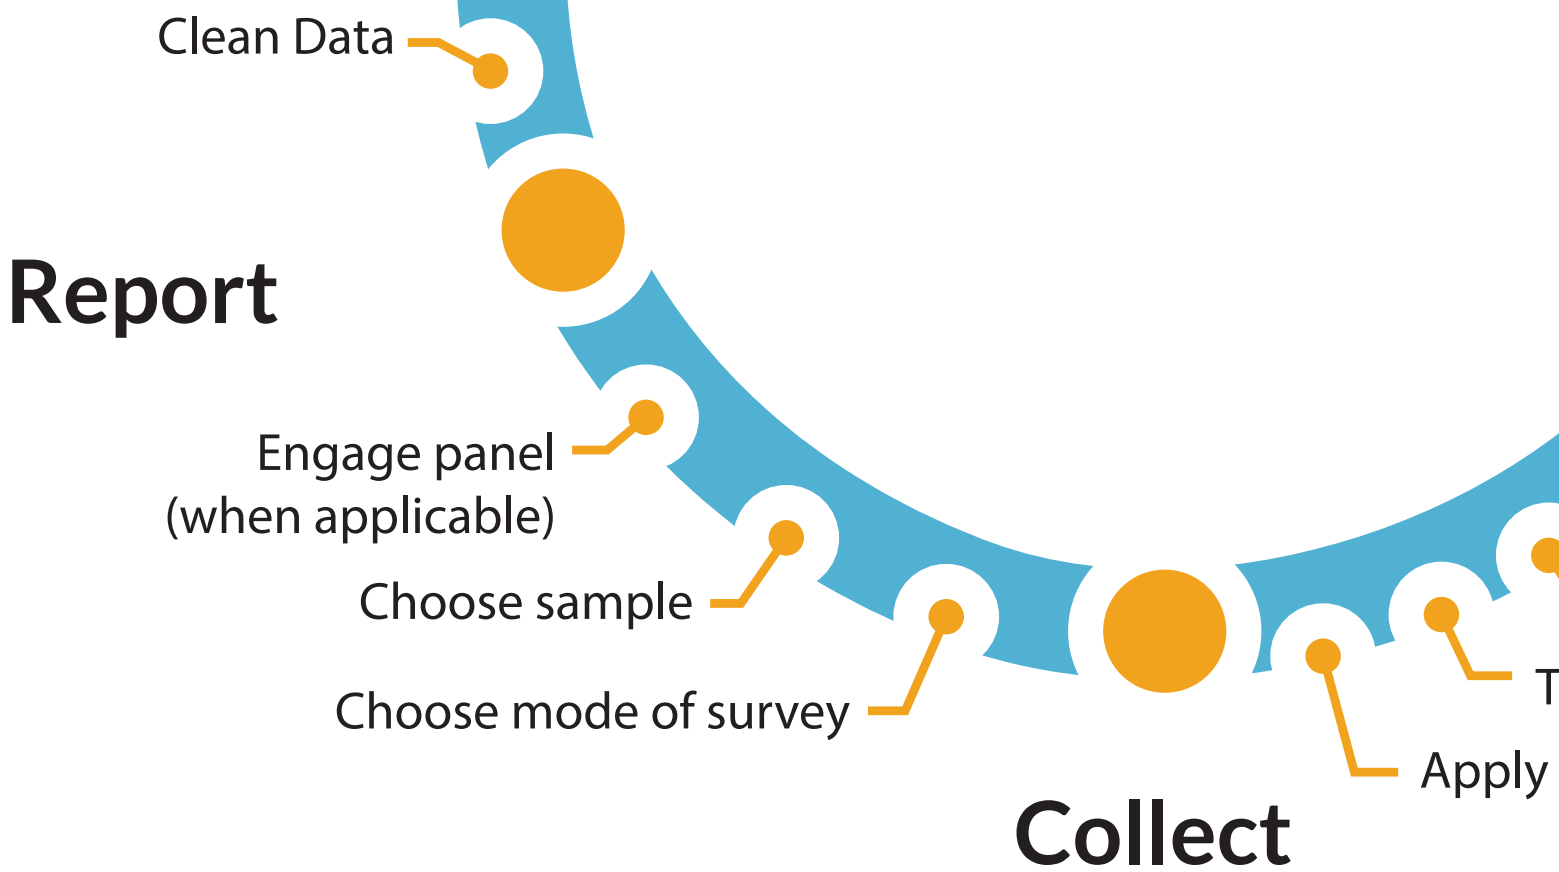 Clean Data
Report
Engage panel
(when applicable)
Choose sample
Choose mode of survey
Apply
Collect